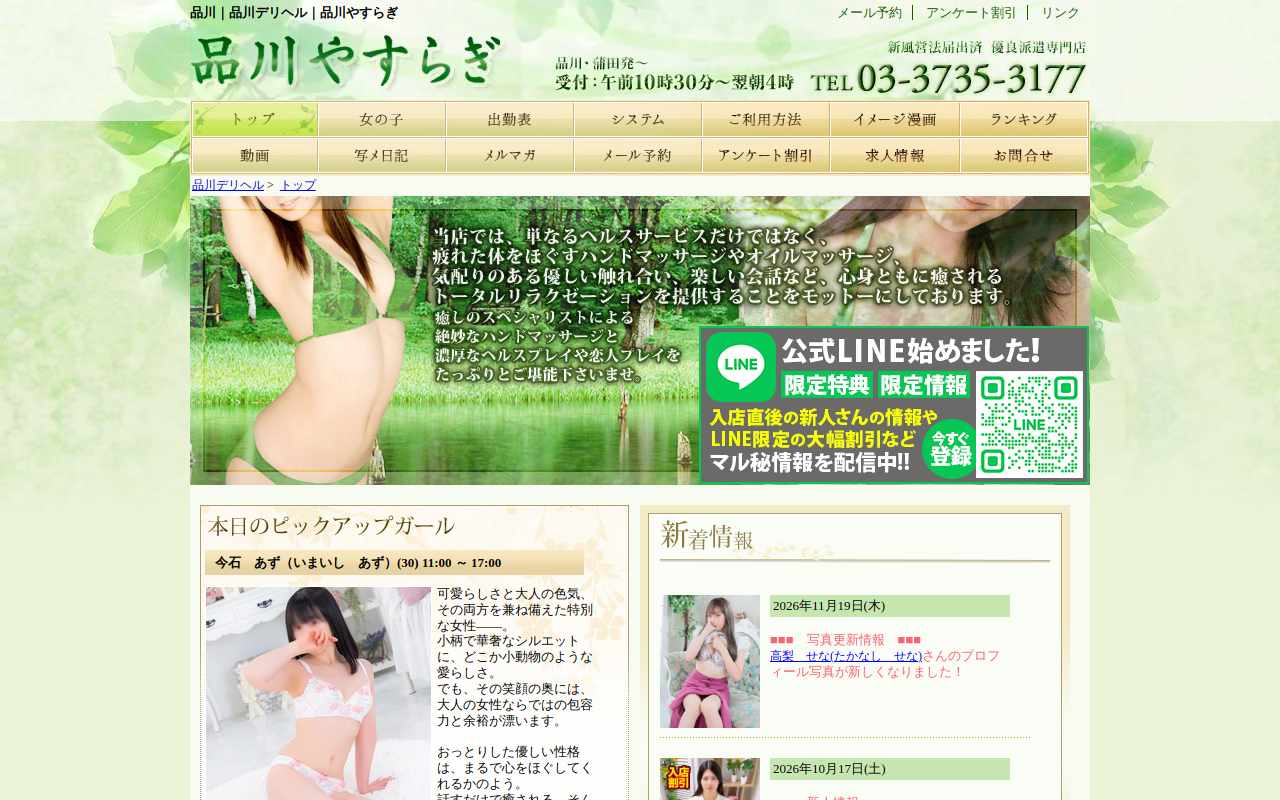 品川｜品川デリヘル｜品川やすらぎ
メール予約 アンケート割引 リンク
品川やすらぎ
品川・蒲田発～
受付：午前10時30分～翌朝4時
新風営法届出済 優良派遣専門店
TEL 03-3735-3177
トップ 女の子 出勤表 システム ご利用方法 イメージ漫画 ランキング
動画 写メ日記 メルマガ メール予約 アンケート割引 求人情報 お問合せ
品川デリヘル > トップ
当店では、単なるヘルスサービスだけではなく、
疲れた体をほぐすハンドマッサージやオイルマッサージ、
気配りのある優しい触れ合い、楽しい会話など、心身ともに癒される
トータルリラクゼーションを提供することをモットーにしております。
癒しのスペシャリストによる
絶妙なハンドマッサージと
濃厚なヘルスプレイや恋人プレイを
たっぷりとご堪能下さいませ。
LINE
公式LINE始めました!
限定特典 限定情報
入店直後の新人さんの情報や
LINE限定の大幅割引など
マル秘情報を配信中!!
今すぐ
登録
LINE
本日のピックアップガール
今石　あず（いまいし　あず）(30) 11:00 ～ 17:00
可愛らしさと大人の色気、
その両方を兼ね備えた特別
な女性――。
小柄で華奢なシルエット
に、どこか小動物のような
愛らしさ。
でも、その笑顔の奥には、
大人の女性ならではの包容
力と余裕が漂います。
おっとりした優しい性格
は、まるで心をほぐしてく
れるかのよう。
話すだけで癒される、そん
新着情報
2026年11月19日(木)
■■■　写真更新情報　■■■
高梨　せな(たかなし　せな)さんのプロフ
ィール写真が新しくなりました！
入店
割引
2026年10月17日(土)